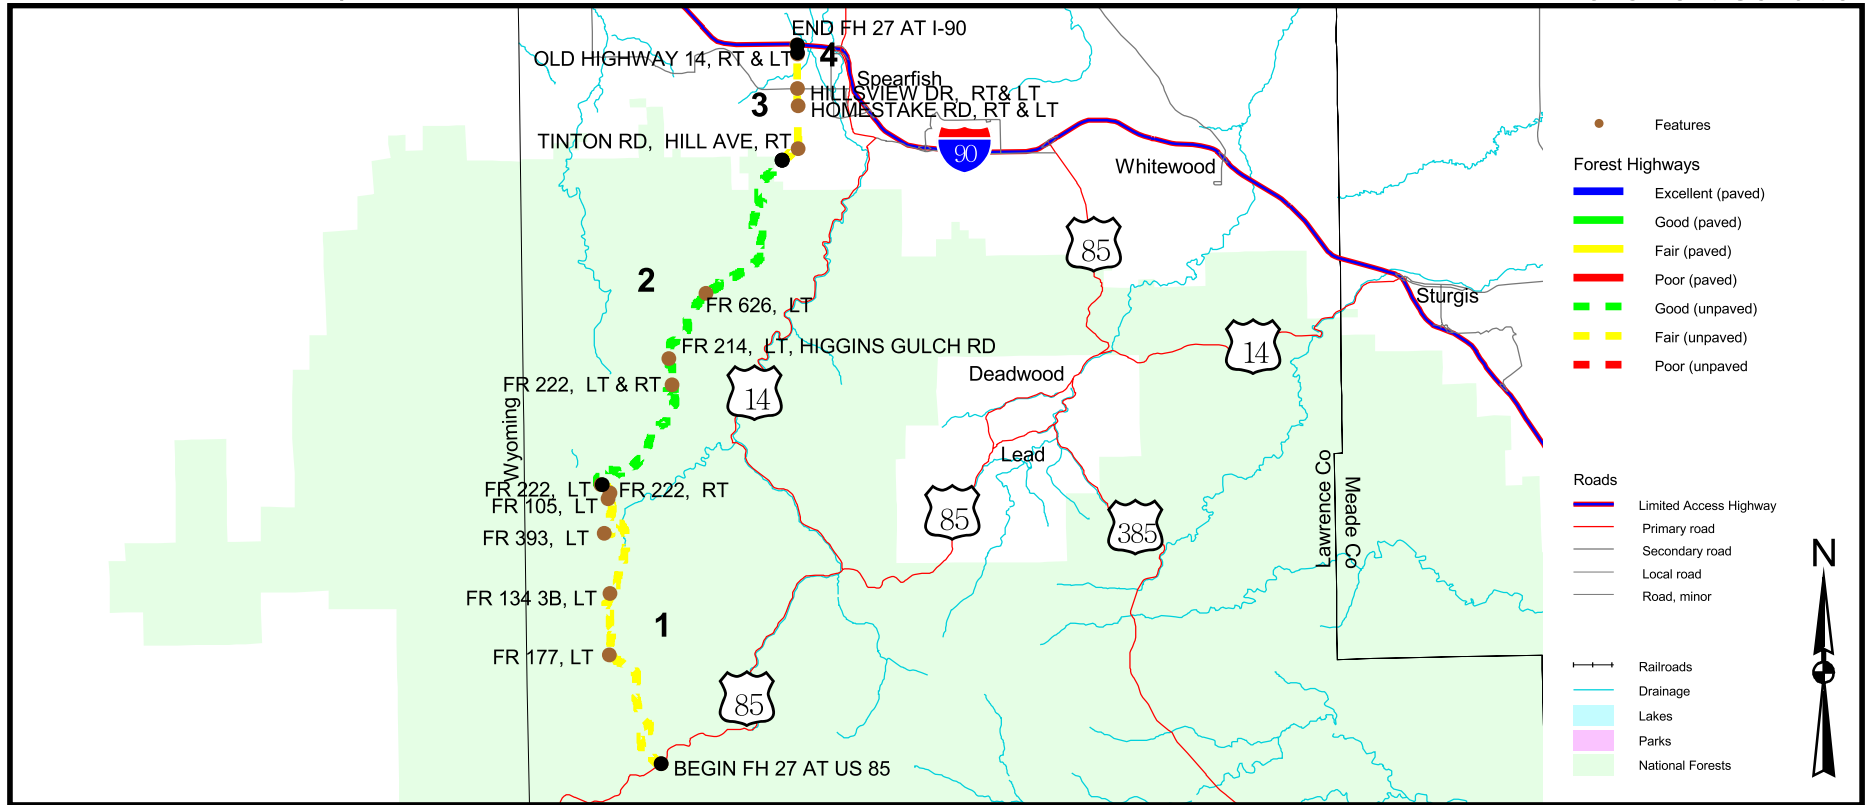 END FH 27 AT I-90
OLD HIGHWAY 14, RT & LT
4
Spearfish
HILLSVIEW DR, RT& LT
3
HOMESTAKE RD, RT & LT
TINTON RD, HILL AVE, RT
90
Whitewood
85
2
FR 626, LT
Sturgis
FR 214, LT, HIGGINS GULCH RD
14
Deadwood
FR 222, LT & RT
14
Wyoming
Lead
FR 222, LT
FR 222, RT
FR 105, LT
85
385
Lawrence Co
Meade Co
FR 393, LT
FR 134 3B, LT
1
FR 177, LT
85
BEGIN FH 27 AT US 85
Features
Forest Highways
Excellent (paved)
Good (paved)
Fair (paved)
Poor (paved)
Good (unpaved)
Fair (unpaved)
Poor (unpaved
Roads
Limited Access Highway
Primary road
Secondary road
Local road
Road, minor
Railroads
Drainage
Lakes
Parks
National Forests
N